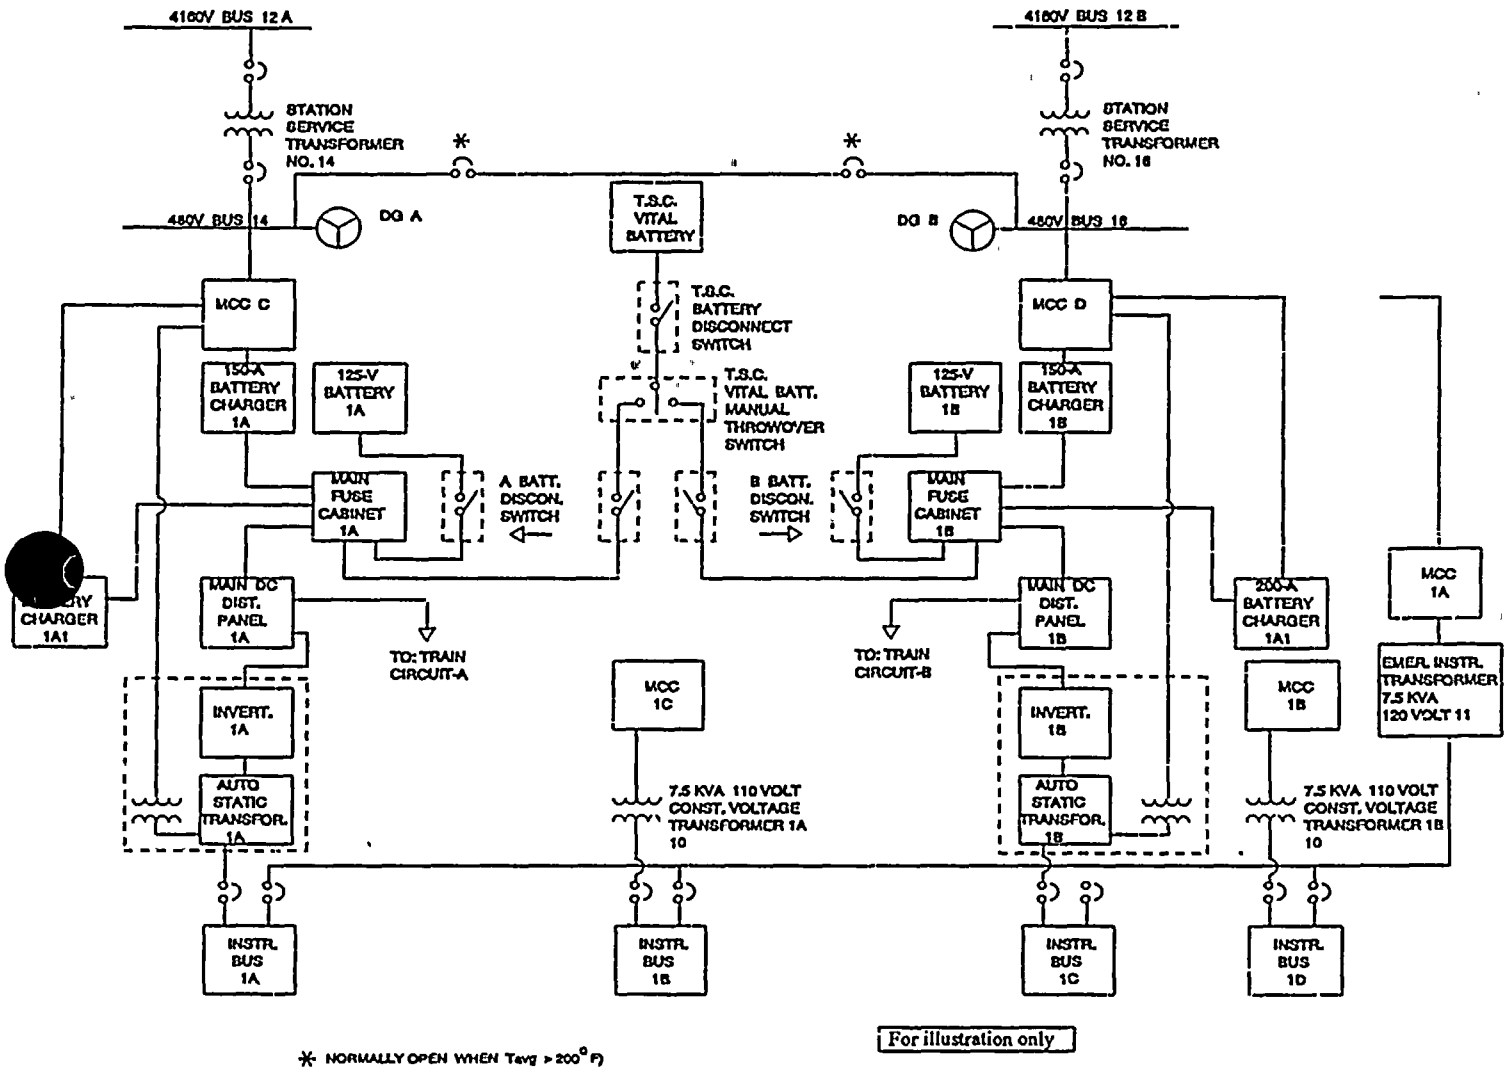 4160V BUS 12A
4160V BUS 12B
STATION
SERVICE
TRANSFORMER
NO. 14
STATION
SERVICE
TRANSFORMER
NO. 16
*
*
480V BUS 14
DG A
T.S.C.
VITAL
BATTERY
DG B
480V BUS 16
MCC C
T.S.C.
BATTERY
DISCONNECT
SWITCH
MCC D
150-A
BATTERY
CHARGER
1A
125-V
BATTERY
1A
T.S.C.
VITAL BATT.
MANUAL
THROWOVER
SWITCH
125-V
BATTERY
1B
150-A
BATTERY
CHARGER
1B
MAIN
FUSE
CABINET
1A
A BATT.
DISCON.
SWITCH
B BATT.
DISCON.
SWITCH
MAIN
FUSE
CABINET
1B
BATTERY
CHARGER
1A1
MAIN DC
DIST.
PANEL
1A
TO: TRAIN
CIRCUIT-A
TO: TRAIN
CIRCUIT-B
MAIN DC
DIST.
PANEL
1B
200-A
BATTERY
CHARGER
1A1
MCC
1A
EMER. INSTR.
TRANSFORMER
7.5 KVA
120 VOLT 11
INVERT.
1A
MCC
1C
INVERT.
1B
MCC
1B
AUTO
STATIC
TRANSFOR.
1A
7.5 KVA 110 VOLT
CONST. VOLTAGE
TRANSFORMER 1A
10
AUTO
STATIC
TRANSFOR.
1B
7.5 KVA 110 VOLT
CONST. VOLTAGE
TRANSFORMER 1B
10
INSTR.
BUS
1A
INSTR.
BUS
1B
INSTR.
BUS
1C
INSTR.
BUS
1D
For illustration only
* NORMALLY OPEN WHEN Tavg > 200°F)